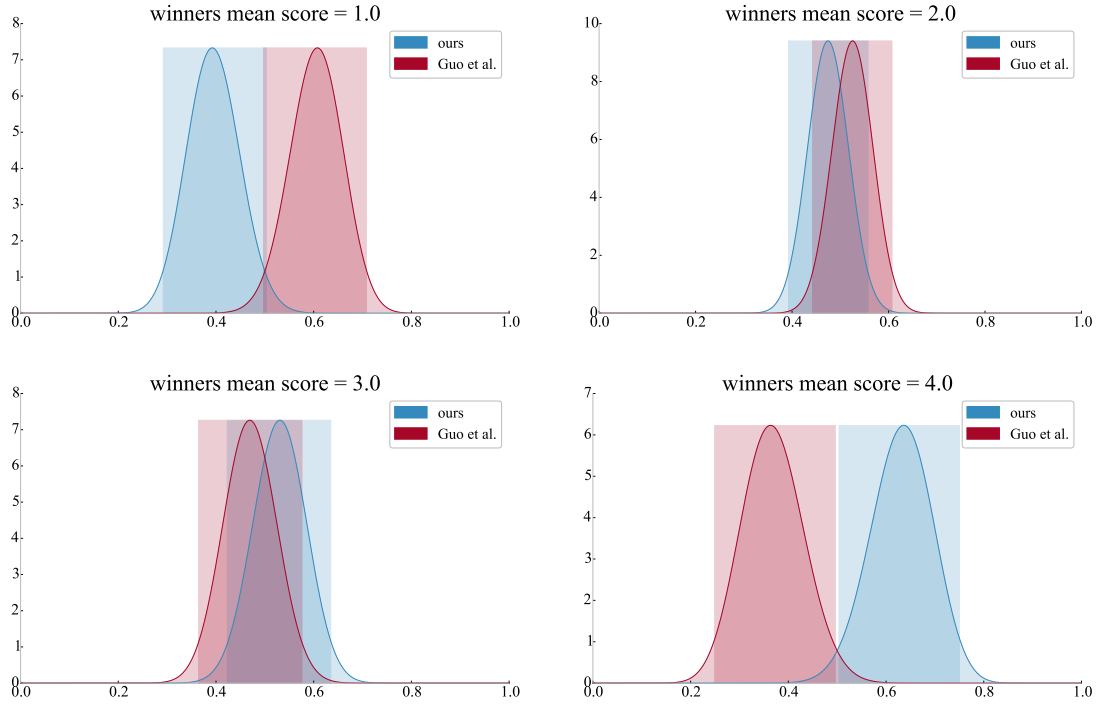 winners mean score = 1.0
8
7
6
5
4
3
2
1
0
0.0 0.2 0.4 0.6 0.8 1.0
ours
Guo et al.
winners mean score = 2.0
10
8
6
4
2
0
0.0 0.2 0.4 0.6 0.8 1.0
ours
Guo et al.
winners mean score = 3.0
8
7
6
5
4
3
2
1
0
0.0 0.2 0.4 0.6 0.8 1.0
ours
Guo et al.
winners mean score = 4.0
7
6
5
4
3
2
1
0
0.0 0.2 0.4 0.6 0.8 1.0
ours
Guo et al.